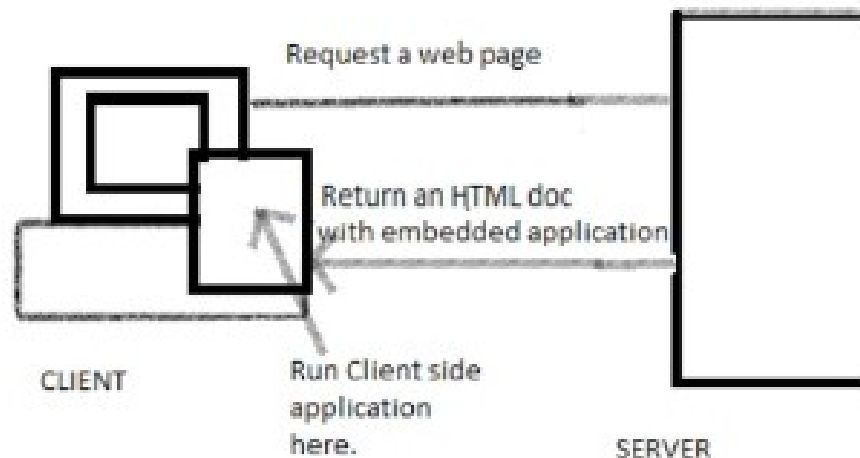 Request a web page
Return an HTML doc
with embedded application
Run Client side
application
here.
CLIENT
SERVER